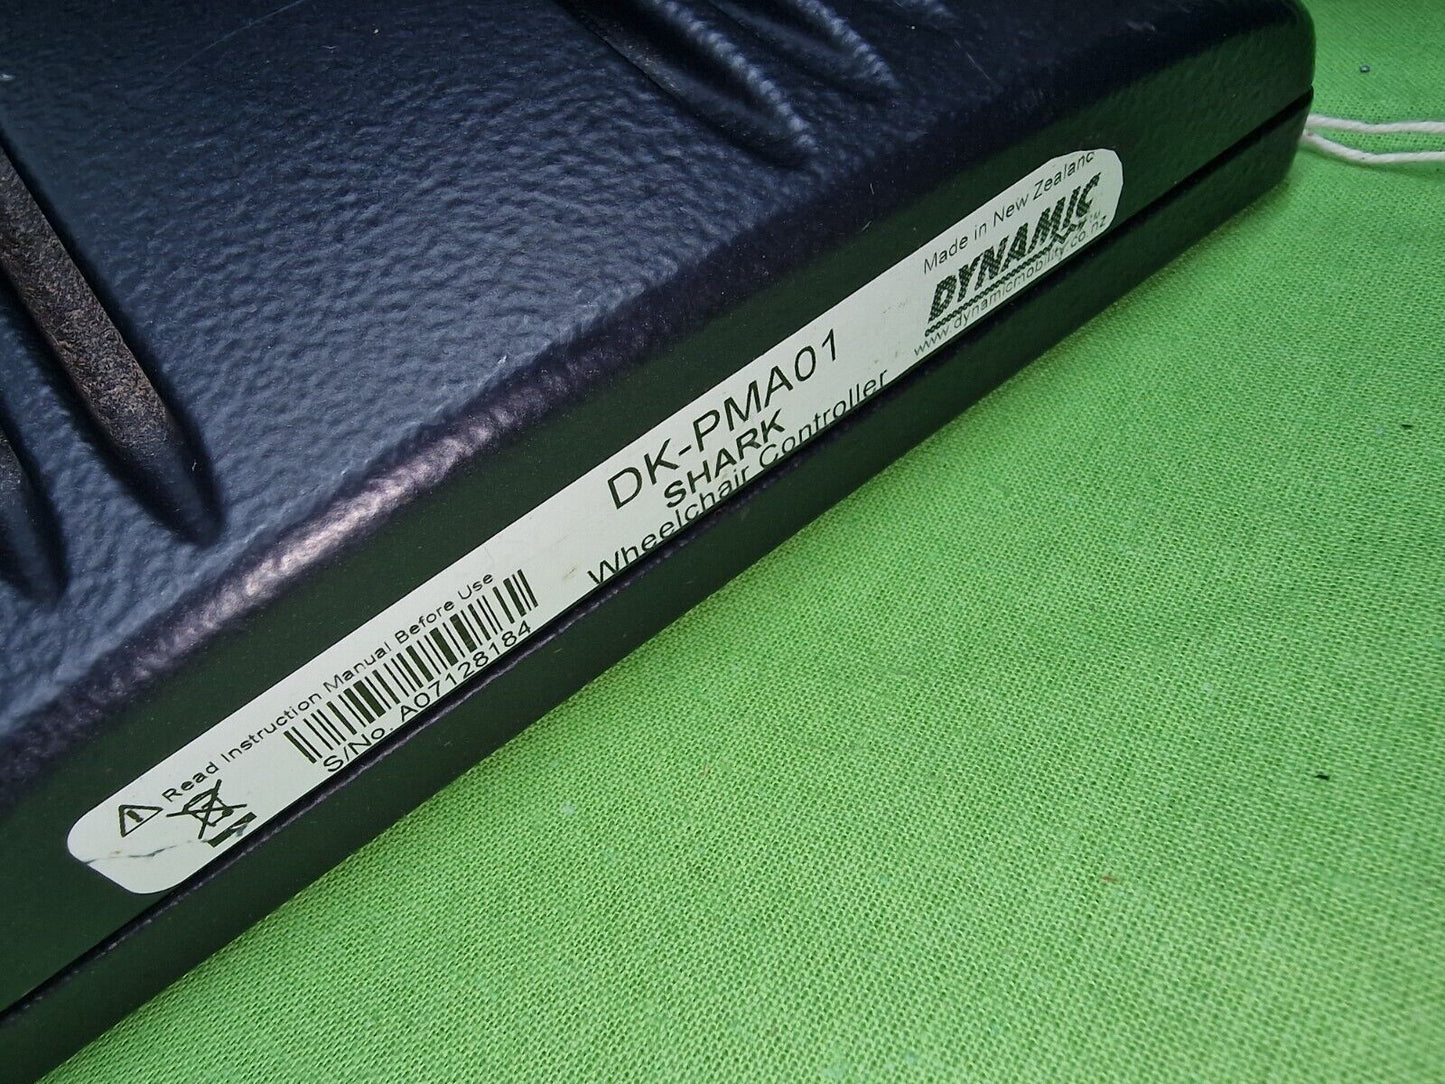 Read Instruction Manual Before Use
S/No. A07128184
DK-PMA01
SHARK
Wheelchair Controller
Made in New Zealand
DYNAMIC
www.dynamicmobility.co.nz